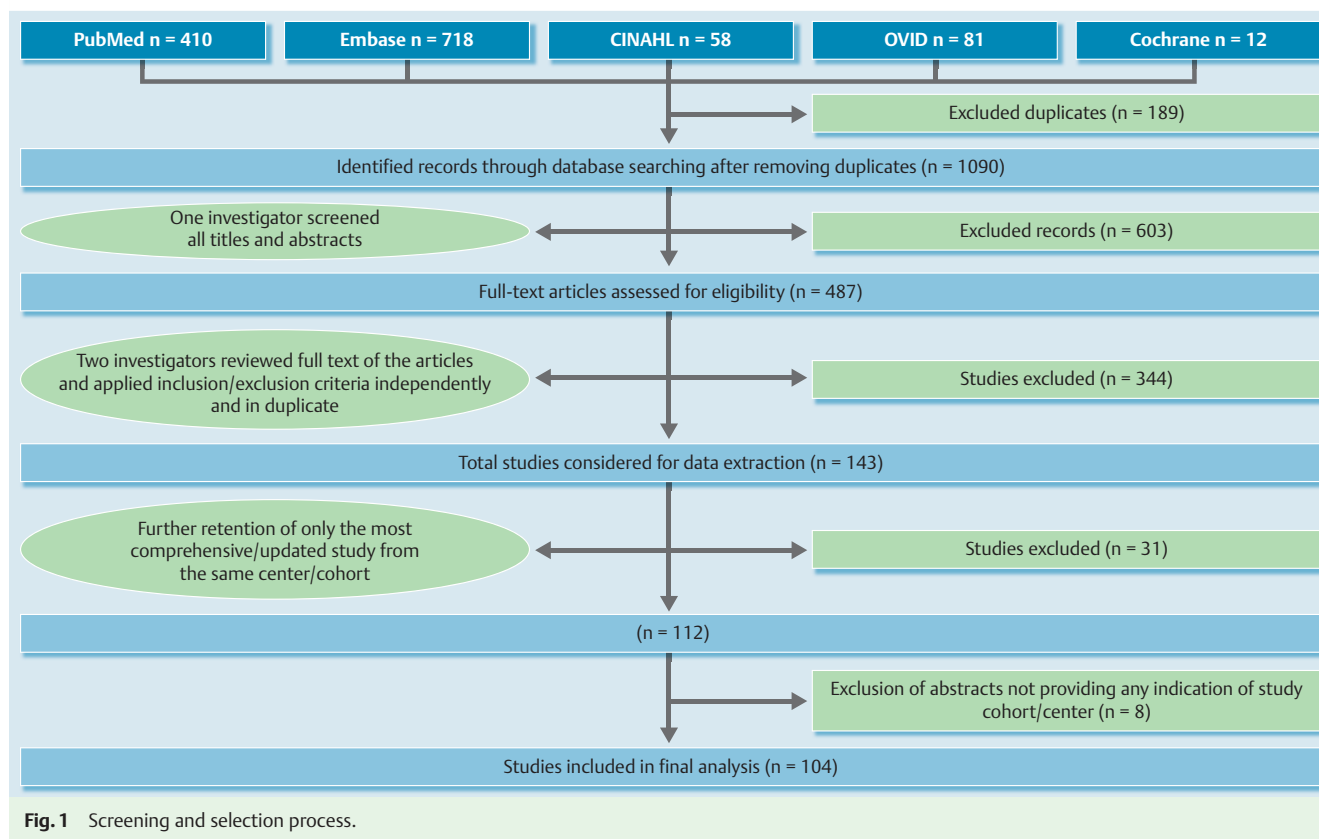 PubMed n = 410
Embase n = 718
CINAHL n = 58
OVID n = 81
Cochrane n = 12
Excluded duplicates (n = 189)
Identified records through database searching after removing duplicates (n = 1090)
One investigator screened
all titles and abstracts
Excluded records (n = 603)
Full-text articles assessed for eligibility (n = 487)
Two investigators reviewed full text of the articles
and applied inclusion/exclusion criteria independently
and in duplicate
Studies excluded (n = 344)
Total studies considered for data extraction (n = 143)
Further retention of only the most
comprehensive/updated study from
the same center/cohort
Studies excluded (n = 31)
(n = 112)
Exclusion of abstracts not providing any indication of study
cohort/center (n = 8)
Studies included in final analysis (n = 104)
Fig. 1 Screening and selection process.